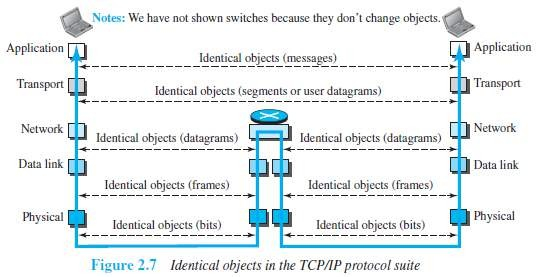 Notes: We have not shown switches because they don't change objects.
Application
Application
Identical objects (messages)
Transport
Transport
Identical objects (segments or user datagrams)
Network
Network
Identical objects (datagrams)
Identical objects (datagrams)
Data link
Data link
Identical objects (frames)
Identical objects (frames)
Physical
Physical
Identical objects (bits)
Identical objects (bits)
Figure 2.7 Identical objects in the TCP/IP protocol suite